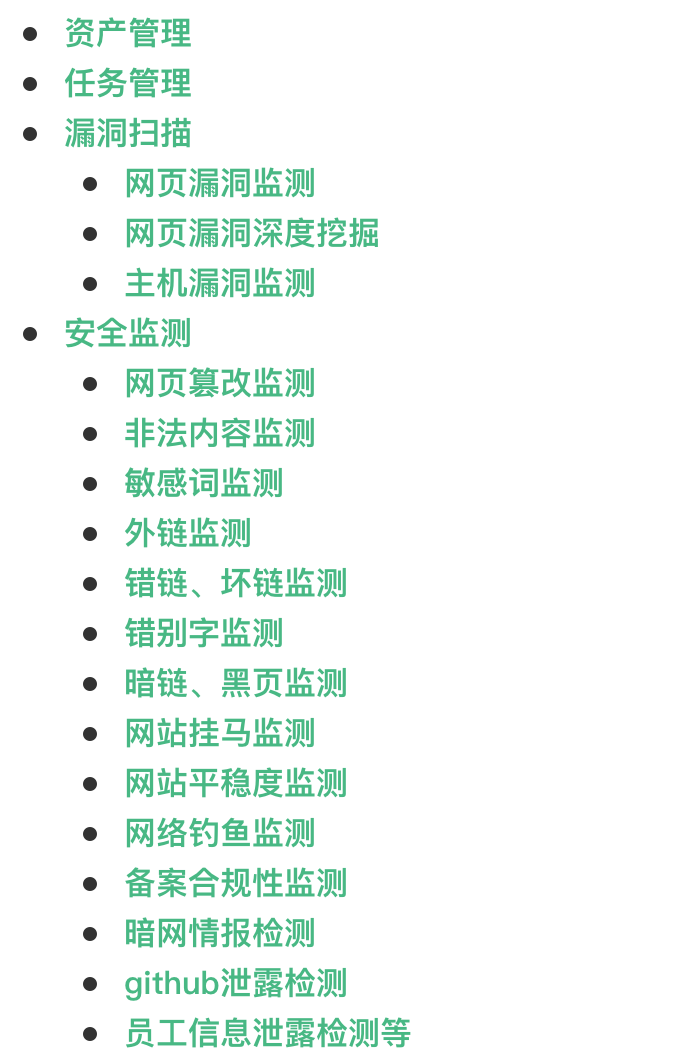 资产管理
任务管理
漏洞扫描
网页漏洞监测
网页漏洞深度挖掘
主机漏洞监测
安全监测
网页篡改监测
非法内容监测
敏感词监测
外链监测
错链、坏链监测
错别字监测
暗链、黑页监测
网站挂马监测
网站平稳度监测
网络钓鱼监测
备案合规性监测
暗网情报检测
github泄露检测
员工信息泄露检测等